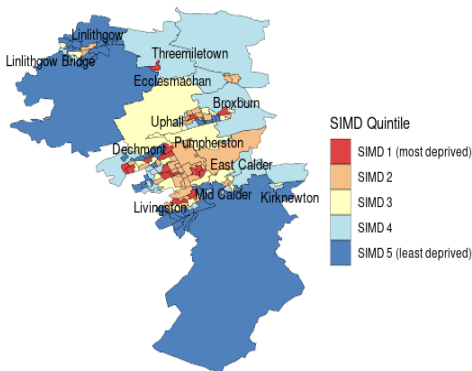 Linlithgow
Threemiletown
Linlithgow Bridge
Ecclesmachan
Broxburn
Uphall
Dechmont
Pumpherston
East Calder
Mid Calder
Kirknewton
Livingston
SIMD Quintile
SIMD 1 (most deprived)
SIMD 2
SIMD 3
SIMD 4
SIMD 5 (least deprived)